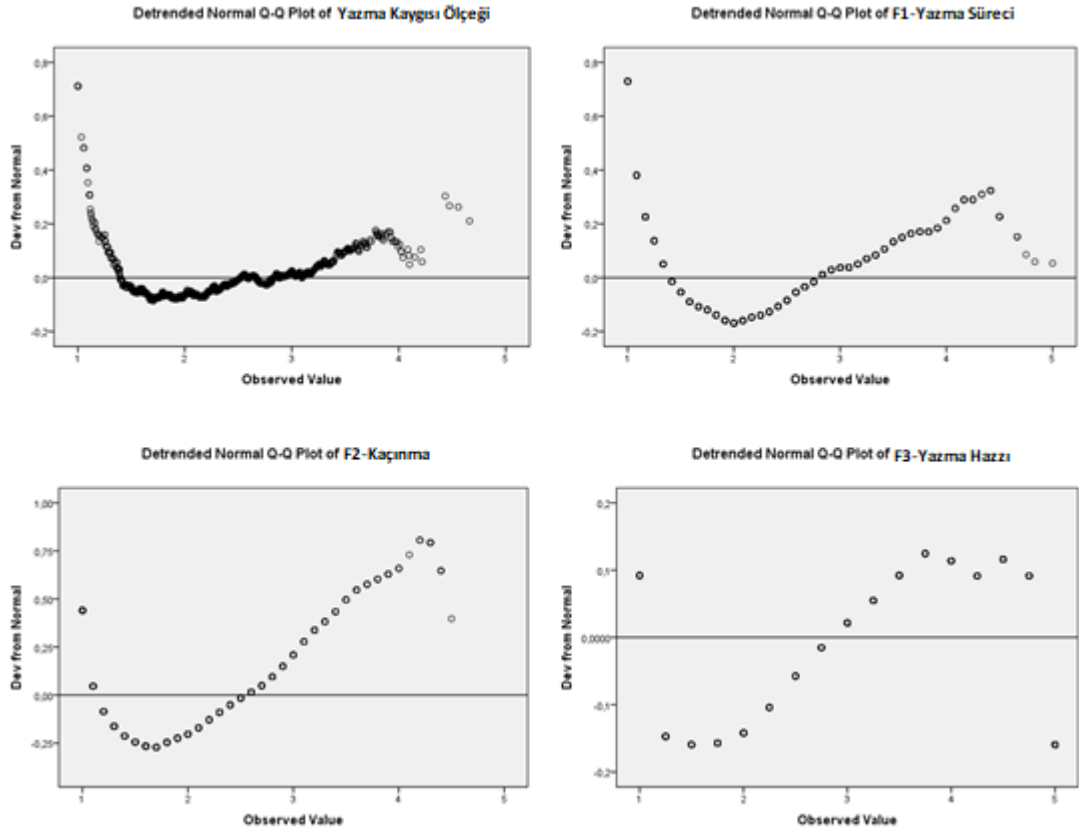 Detrended Normal Q-Q Plot of Yazma Kaygısı Ölçeği
Dev from Normal
0,8
0,6
0,4
0,2
0,0
-0,2
1 2 3 4 5
Observed Value
Detrended Normal Q-Q Plot of F1-Yazma Süreci
Dev from Normal
0,8
0,6
0,4
0,2
0,0
-0,2
1 2 3 4 5
Observed Value
Detrended Normal Q-Q Plot of F2-Kaçınma
Dev from Normal
1,00
0,75
0,50
0,25
0,00
-0,25
1 2 3 4 5
Observed Value
Detrended Normal Q-Q Plot of F3-Yazma Hazzı
Dev from Normal
0,2
0,1
0,0000
-0,1
-0,2
1 2 3 4 5
Observed Value